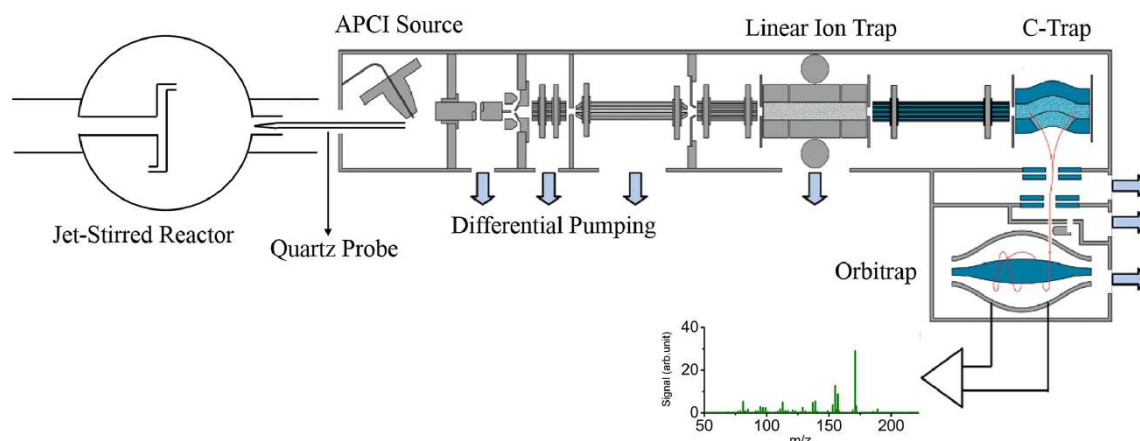 APCI Source
Linear Ion Trap
C-Trap
Jet-Stirred Reactor
Quartz Probe
Differential Pumping
Orbitrap
Signal (arb.unit)
40
20
0
50
100
150
200
m/z